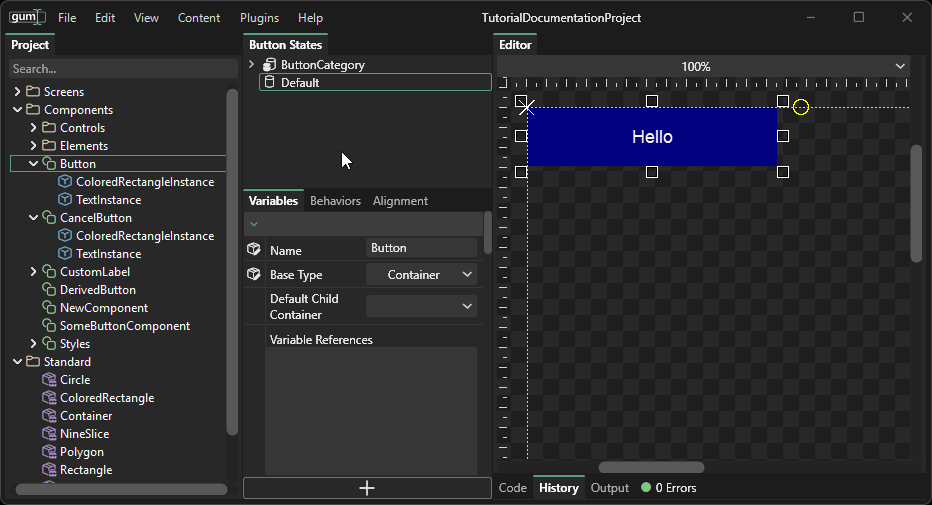 gum File Edit View Content Plugins Help TutorialDocumentationProject
Project
Search...
Screens
Components
Controls
Elements
Button
ColoredRectangleInstance
TextInstance
CancelButton
ColoredRectangleInstance
TextInstance
CustomLabel
DerivedButton
NewComponent
SomeButtonComponent
Styles
Standard
Circle
ColoredRectangle
Container
NineSlice
Polygon
Rectangle
Button States
ButtonCategory
Default
Variables Behaviors Alignment
Name Button
Base Type Container
Default Child
Container
Variable References
Editor
100%
Hello
Code History Output 0 Errors